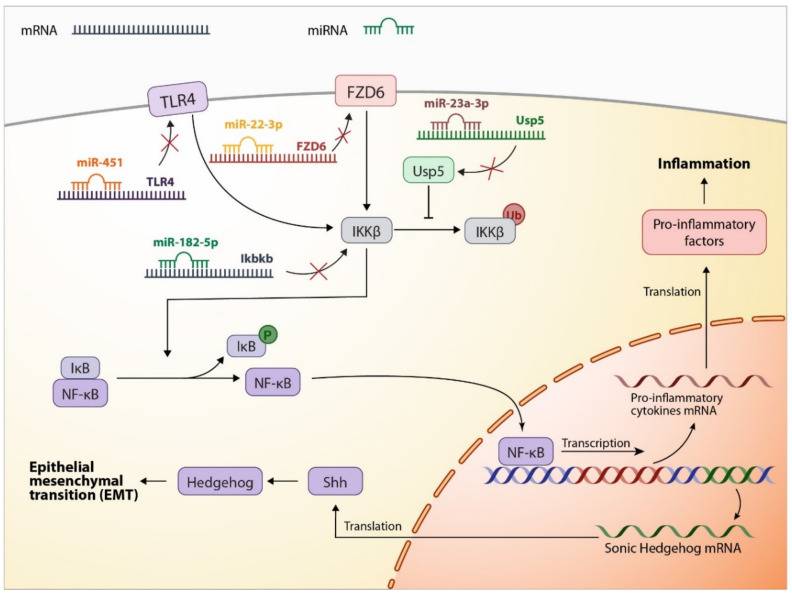 mRNA
miRNA
TLR4
FZD6
miR-23a-3p
Usp5
miR-22-3p
FZD6
miR-451
TLR4
Usp5
Inflammation
Pro-inflammatory
factors
IKKβ
IKKβ
Ub
miR-182-5p
Ikbkb
Translation
IκB
P
IκB
NF-κB
NF-κB
Pro-inflammatory
cytokines mRNA
NF-κB
Transcription
Epithelial
mesenchymal
transition (EMT)
Hedgehog
Shh
Translation
Sonic Hedgehog mRNA